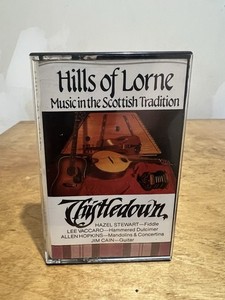 Hills of Lorne
Music in the Scottish Tradition
Thistledown
HAZEL STEWART—Fiddle
LEE VACCARO—Hammered Dulcimer
ALLEN HOPKINS—Mandolins & Concertina
JIM CAIN—Guitar